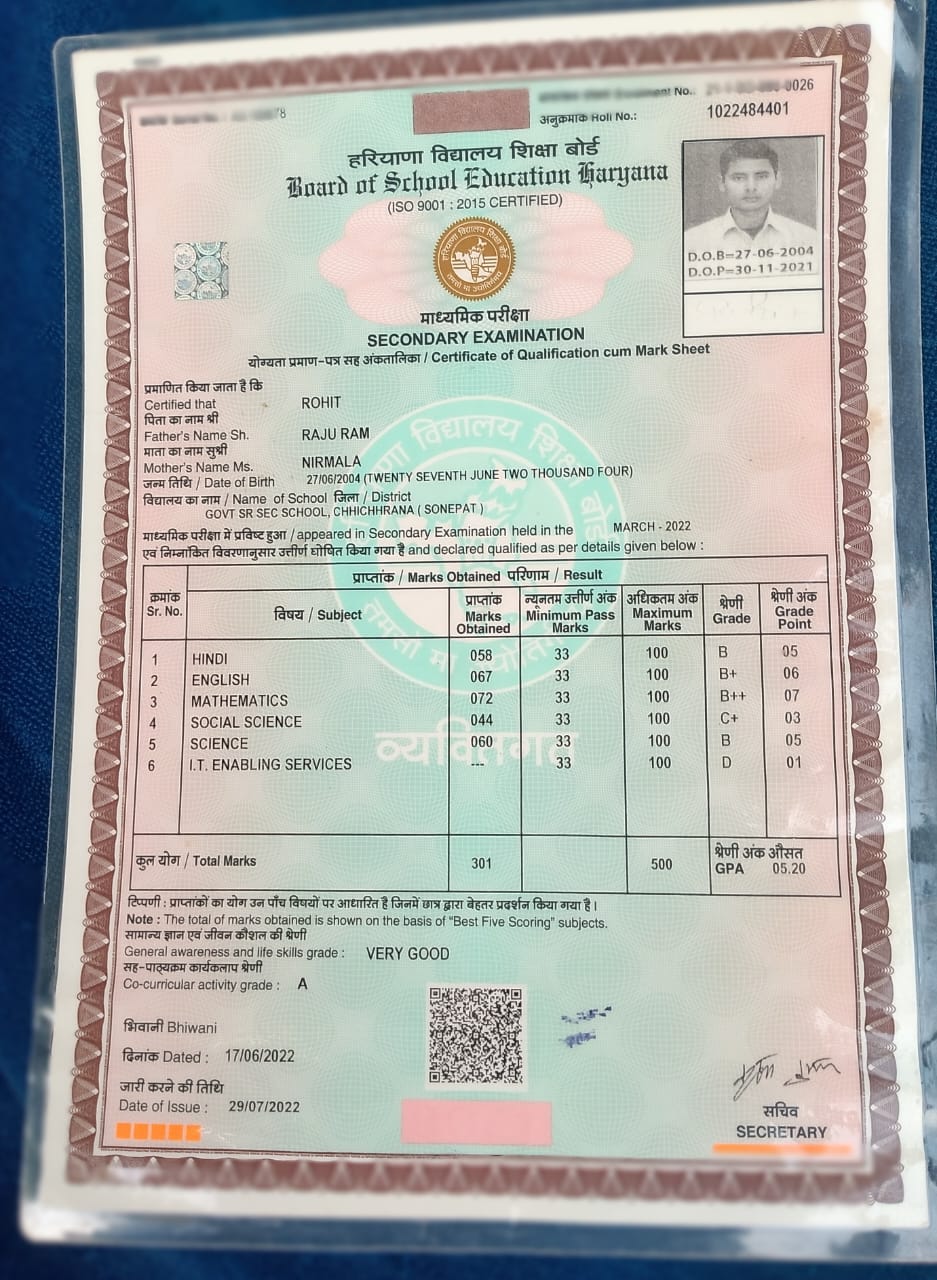 78
No.: 0026
अनुक्रमांक Roll No.: 1022484401
हरियाणा विद्यालय शिक्षा बोर्ड
Board of School Education Haryana
(ISO 9001 : 2015 CERTIFIED)
D.O.B=27-06-2004
D.O.P=30-11-2021
माध्यमिक परीक्षा
SECONDARY EXAMINATION
योग्यता प्रमाण-पत्र सह अंकतालिका / Certificate of Qualification cum Mark Sheet
प्रमाणित किया जाता है कि
Certified that ROHIT
पिता का नाम श्री
Father's Name Sh. RAJU RAM
माता का नाम सुश्री
Mother's Name Ms. NIRMALA
जन्म तिथि / Date of Birth 27/06/2004 (TWENTY SEVENTH JUNE TWO THOUSAND FOUR)
विद्यालय का नाम / Name of School जिला / District
GOVT SR SEC SCHOOL, CHHICHHRANA ( SONEPAT )
माध्यमिक परीक्षा में प्रविष्ट हुआ / appeared in Secondary Examination held in the MARCH - 2022
एवं निम्नांकित विवरणानुसार उत्तीर्ण घोषित किया गया है and declared qualified as per details given below :
प्राप्तांक / Marks Obtained परिणाम / Result
क्रमांक Sr. No. विषय / Subject प्राप्तांक Marks Obtained न्यूनतम उत्तीर्ण अंक Minimum Pass Marks अधिकतम अंक Maximum Marks श्रेणी Grade श्रेणी अंक Grade Point
1 HINDI 058 33 100 B 05
2 ENGLISH 067 33 100 B+ 06
3 MATHEMATICS 072 33 100 B++ 07
4 SOCIAL SCIENCE 044 33 100 C+ 03
5 SCIENCE 060 33 100 B 05
6 I.T. ENABLING SERVICES --- 33 100 D 01
व्यक्तिगत
कुल योग / Total Marks 301 500 श्रेणी अंक औसत GPA 05.20
टिप्पणी : प्राप्तांकों का योग उन पाँच विषयों पर आधारित है जिनमें छात्र द्वारा बेहतर प्रदर्शन किया गया है।
Note : The total of marks obtained is shown on the basis of "Best Five Scoring" subjects.
सामान्य ज्ञान एवं जीवन कौशल की श्रेणी
General awareness and life skills grade : VERY GOOD
सह-पाठ्यक्रम कार्यकलाप श्रेणी
Co-curricular activity grade : A
भिवानी Bhiwani
दिनांक Dated : 17/06/2022
जारी करने की तिथि
Date of Issue : 29/07/2022
सचिव
SECRETARY